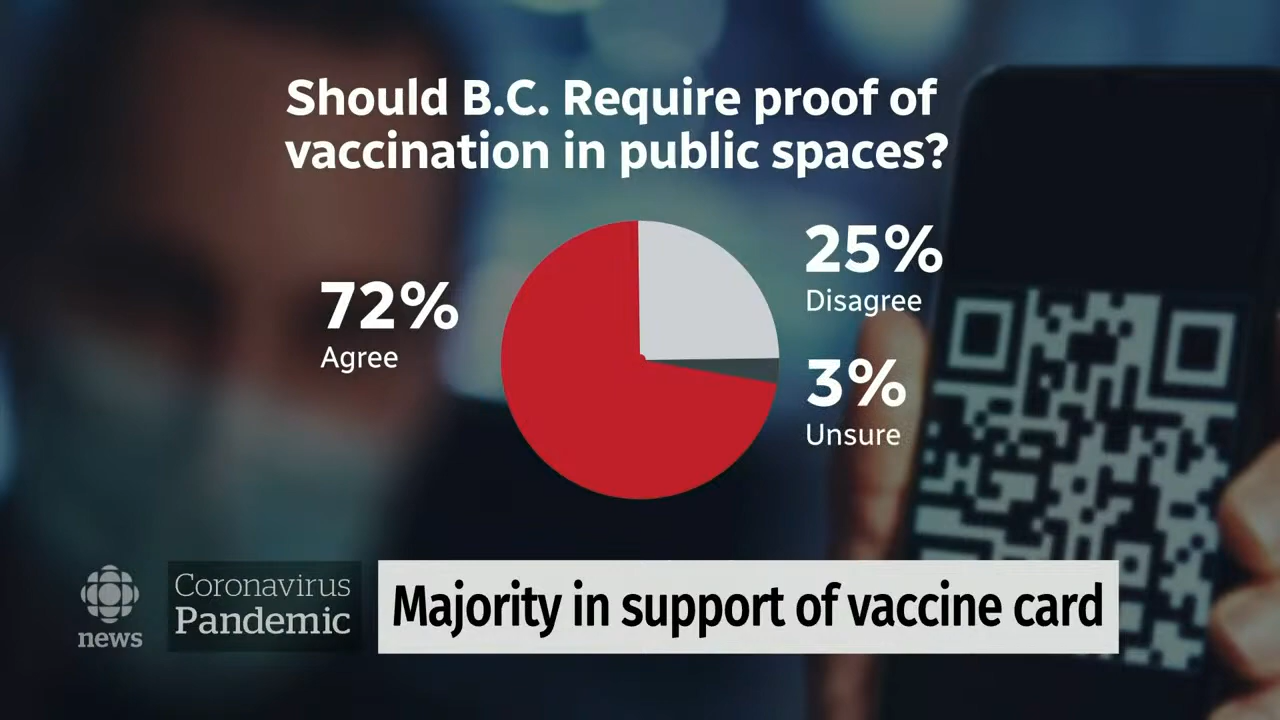 Should B.C. Require proof of
vaccination in public spaces?
72%
Agree
25%
Disagree
3%
Unsure
news
Coronavirus
Pandemic
Majority in support of vaccine card